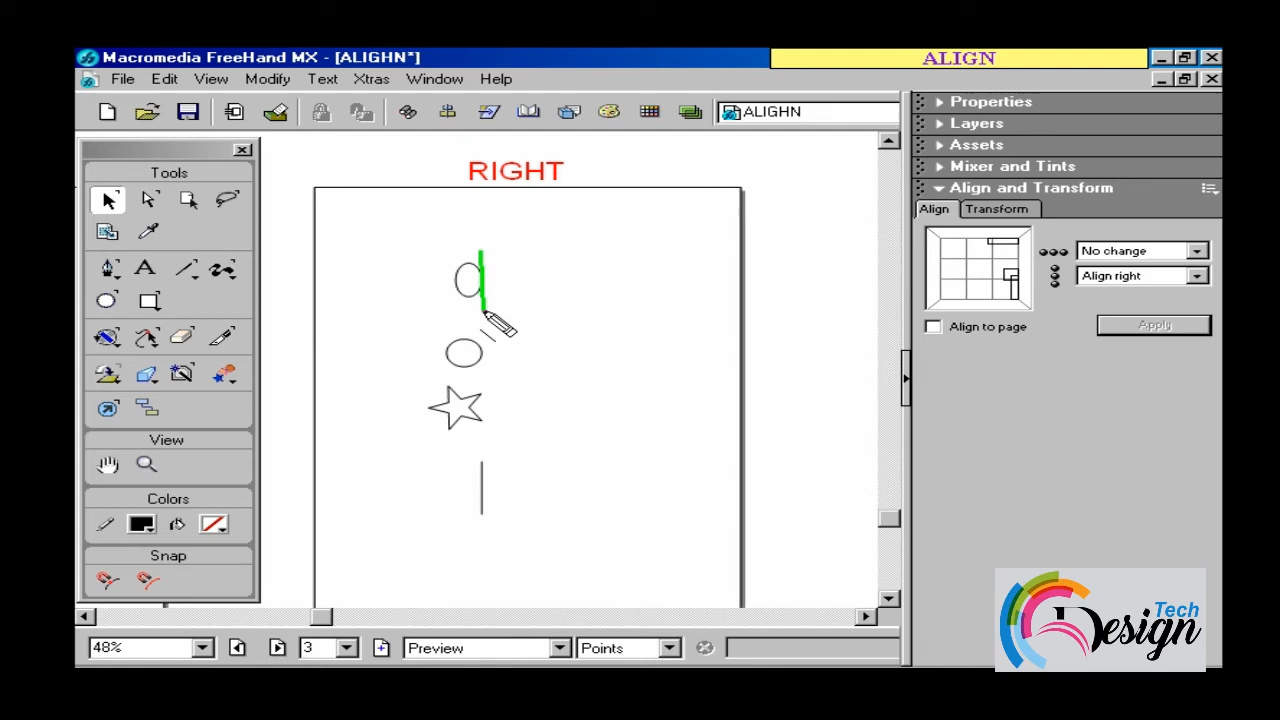 Macromedia FreeHand MX - [ALIGHN*]
ALIGN
File Edit View Modify Text Xtras Window Help
ALIGHN
Properties
Layers
Assets
Mixer and Tints
Align and Transform
Align Transform
No change
Align right
Align to page
Apply
Tools
View
Colors
Snap
RIGHT
48%
3
Preview
Points
Design
Tech